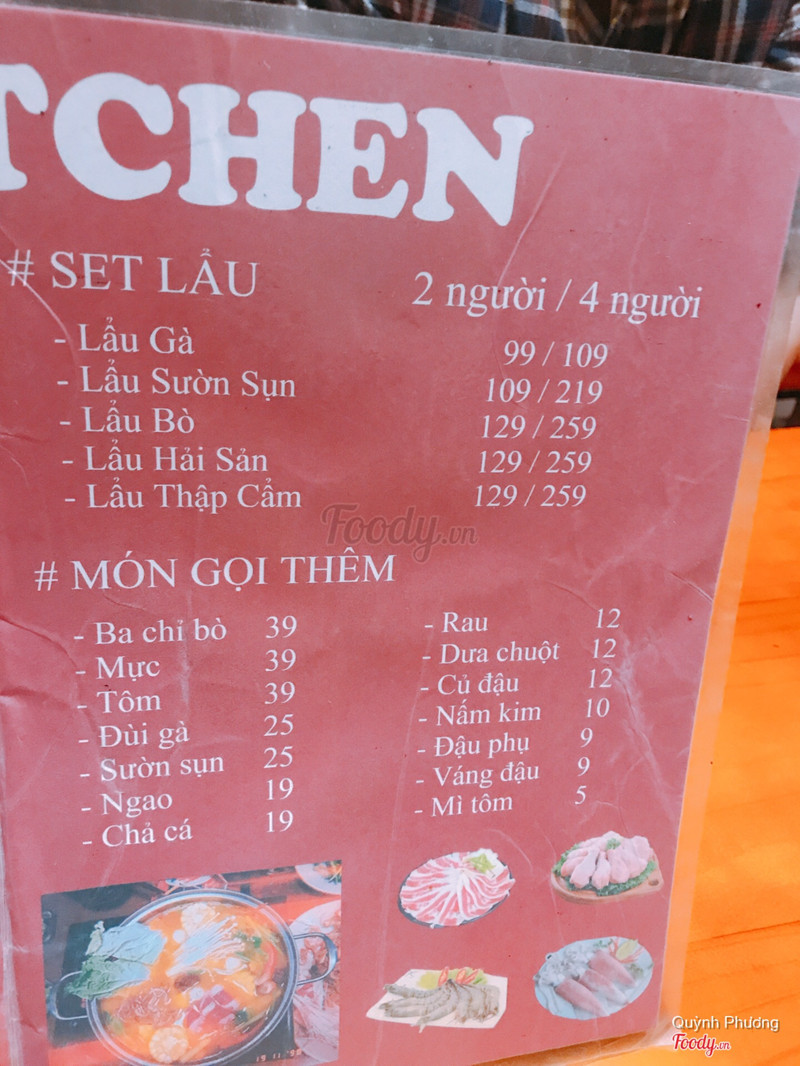 TCHEN
# SET LẨU 2 người / 4 người
- Lẩu Gà 99 / 109
- Lẩu Sườn Sụn 109 / 219
- Lẩu Bò 129 / 259
- Lẩu Hải Sản 129 / 259
- Lẩu Thập Cẩm 129 / 259
Foody.vn
# MÓN GỌI THÊM
- Ba chỉ bò 39
- Mực 39
- Tôm 39
- Đùi gà 25
- Sườn sụn 25
- Ngao 19
- Chả cá 19
- Rau 12
- Dưa chuột 12
- Củ đậu 12
- Nấm kim 10
- Đậu phụ 9
- Váng đậu 9
- Mì tôm 5
Quỳnh Phương
Foody.vn